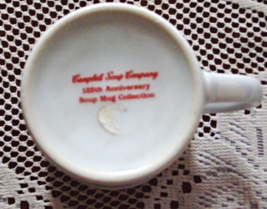 Campbell Soup Company
125th Anniversary
Soup Mug Collection